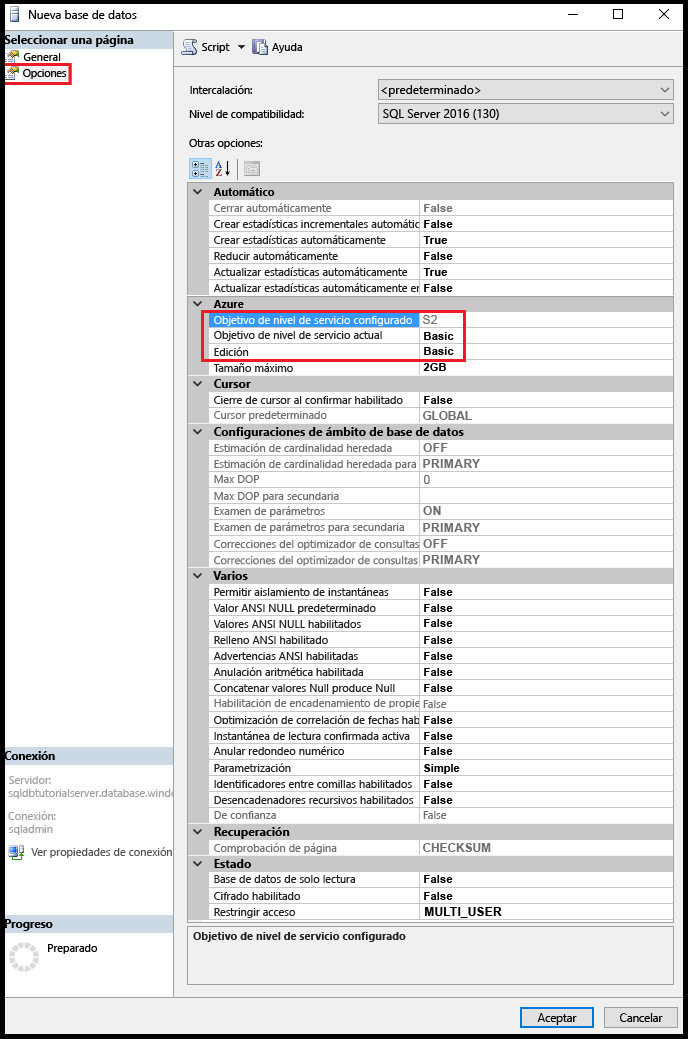 Nueva base de datos
Seleccionar una página
General
Opciones
Script
Ayuda
Intercalación: <predeterminado>
Nivel de compatibilidad: SQL Server 2016 (130)
Otras opciones:
Automático
Cerrar automáticamente False
Crear estadísticas incrementales automátic False
Crear estadísticas automáticamente True
Reducir automáticamente False
Actualizar estadísticas automáticamente True
Actualizar estadísticas automáticamente er False
Azure
Objetivo de nivel de servicio configurado S2
Objetivo de nivel de servicio actual Basic
Edición Basic
Tamaño máximo 2GB
Cursor
Cierre de cursor al confirmar habilitado False
Cursor predeterminado GLOBAL
Configuraciones de ámbito de base de datos
Estimación de cardinalidad heredada OFF
Estimación de cardinalidad heredada para PRIMARY
Max DOP 0
Max DOP para secundaria
Examen de parámetros ON
Examen de parámetros para secundaria PRIMARY
Correcciones del optimizador de consultas OFF
Correcciones del optimizador de consultas PRIMARY
Varios
Permitir aislamiento de instantáneas False
Valor ANSI NULL predeterminado False
Valores ANSI NULL habilitados False
Relleno ANSI habilitado False
Advertencias ANSI habilitadas False
Anulación aritmética habilitada False
Concatenar valores Null produce Null False
Habilitación de encadenamiento de propie False
Optimización de correlación de fechas hab False
Instantánea de lectura confirmada activa False
Anular redondeo numérico False
Parametrización Simple
Identificadores entre comillas habilitados False
Desencadenadores recursivos habilitados False
De confianza False
Recuperación
Comprobación de página CHECKSUM
Estado
Base de datos de solo lectura False
Cifrado habilitado False
Restringir acceso MULTI_USER
Objetivo de nivel de servicio configurado
Conexión
Servidor:
sqldbtutorialserver.database.windo
Conexión:
sqladmin
Ver propiedades de conexión
Progreso
Preparado
Aceptar
Cancelar